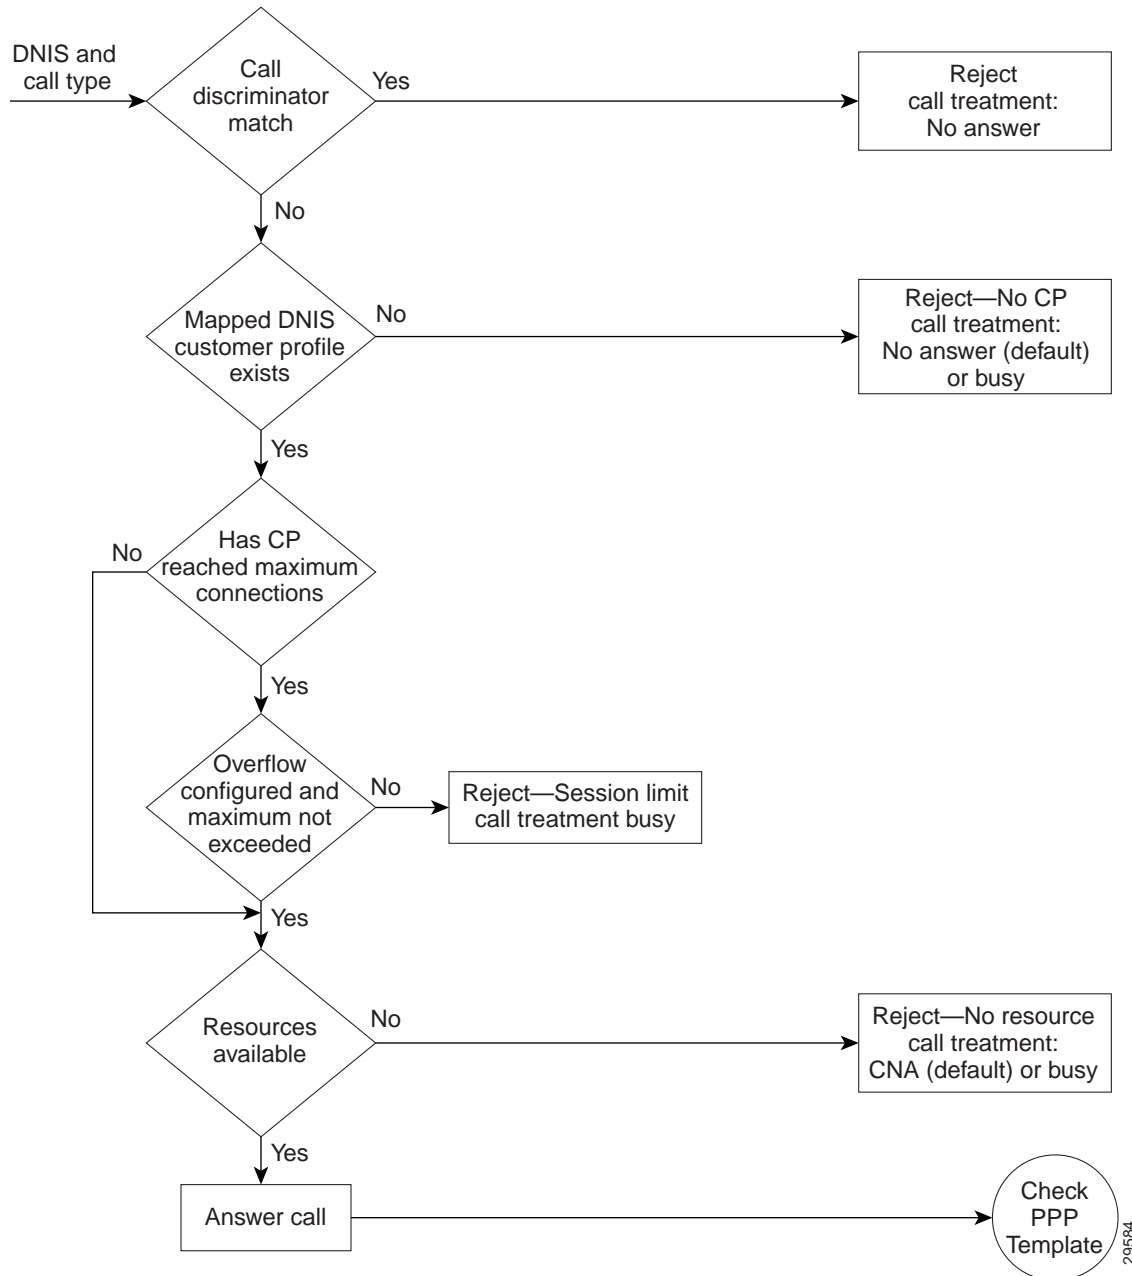 DNIS and
call type
Call
discriminator
match
Yes
Reject
call treatment:
No answer
No
Mapped DNIS
customer profile
exists
No
Reject—No CP
call treatment:
No answer (default)
or busy
Yes
Has CP
reached maximum
connections
No
Yes
Overflow
configured and
maximum not
exceeded
No
Reject—Session limit
call treatment busy
Yes
Resources
available
No
Reject—No resource
call treatment:
CNA (default) or busy
Yes
Answer call
Check
PPP
Template
29584